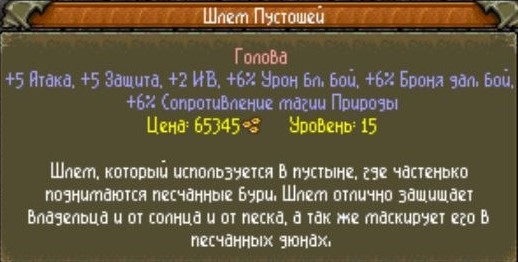 Шлем Пустошей
Голова
+5 Атака, +5 Защита, +2 ИВ, +6% Урон бл. бой, +6% Броня дал. бой,
+6% Сопротивление магии Природы
Цена: 65345 Уровень: 15
Шлем, который используется в пустыне, где частенько
поднимаются песчанные бури. Шлем отлично защищает
владельца и от солнца и от песка, а так же маскирует его в
песчанных дюнах.